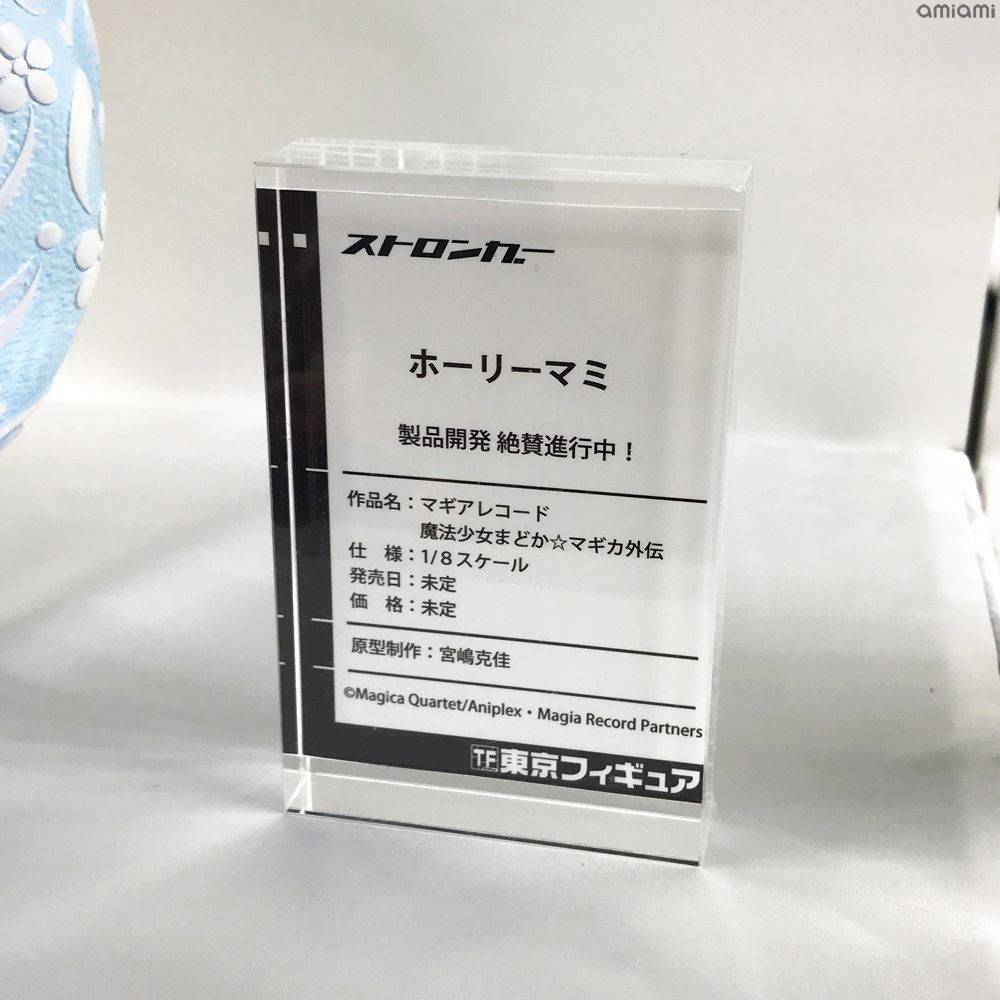 amiami
ストロンガー
ホーリーマミ
製品開発 絶賛進行中！
作品名：マギアレコード
魔法少女まどか☆マギカ外伝
仕　様：1/8スケール
発売日：未定
価　格：未定
原型制作：宮嶋克佳
©Magica Quartet/Aniplex・Magia Record Partners
TF東京フィギュア